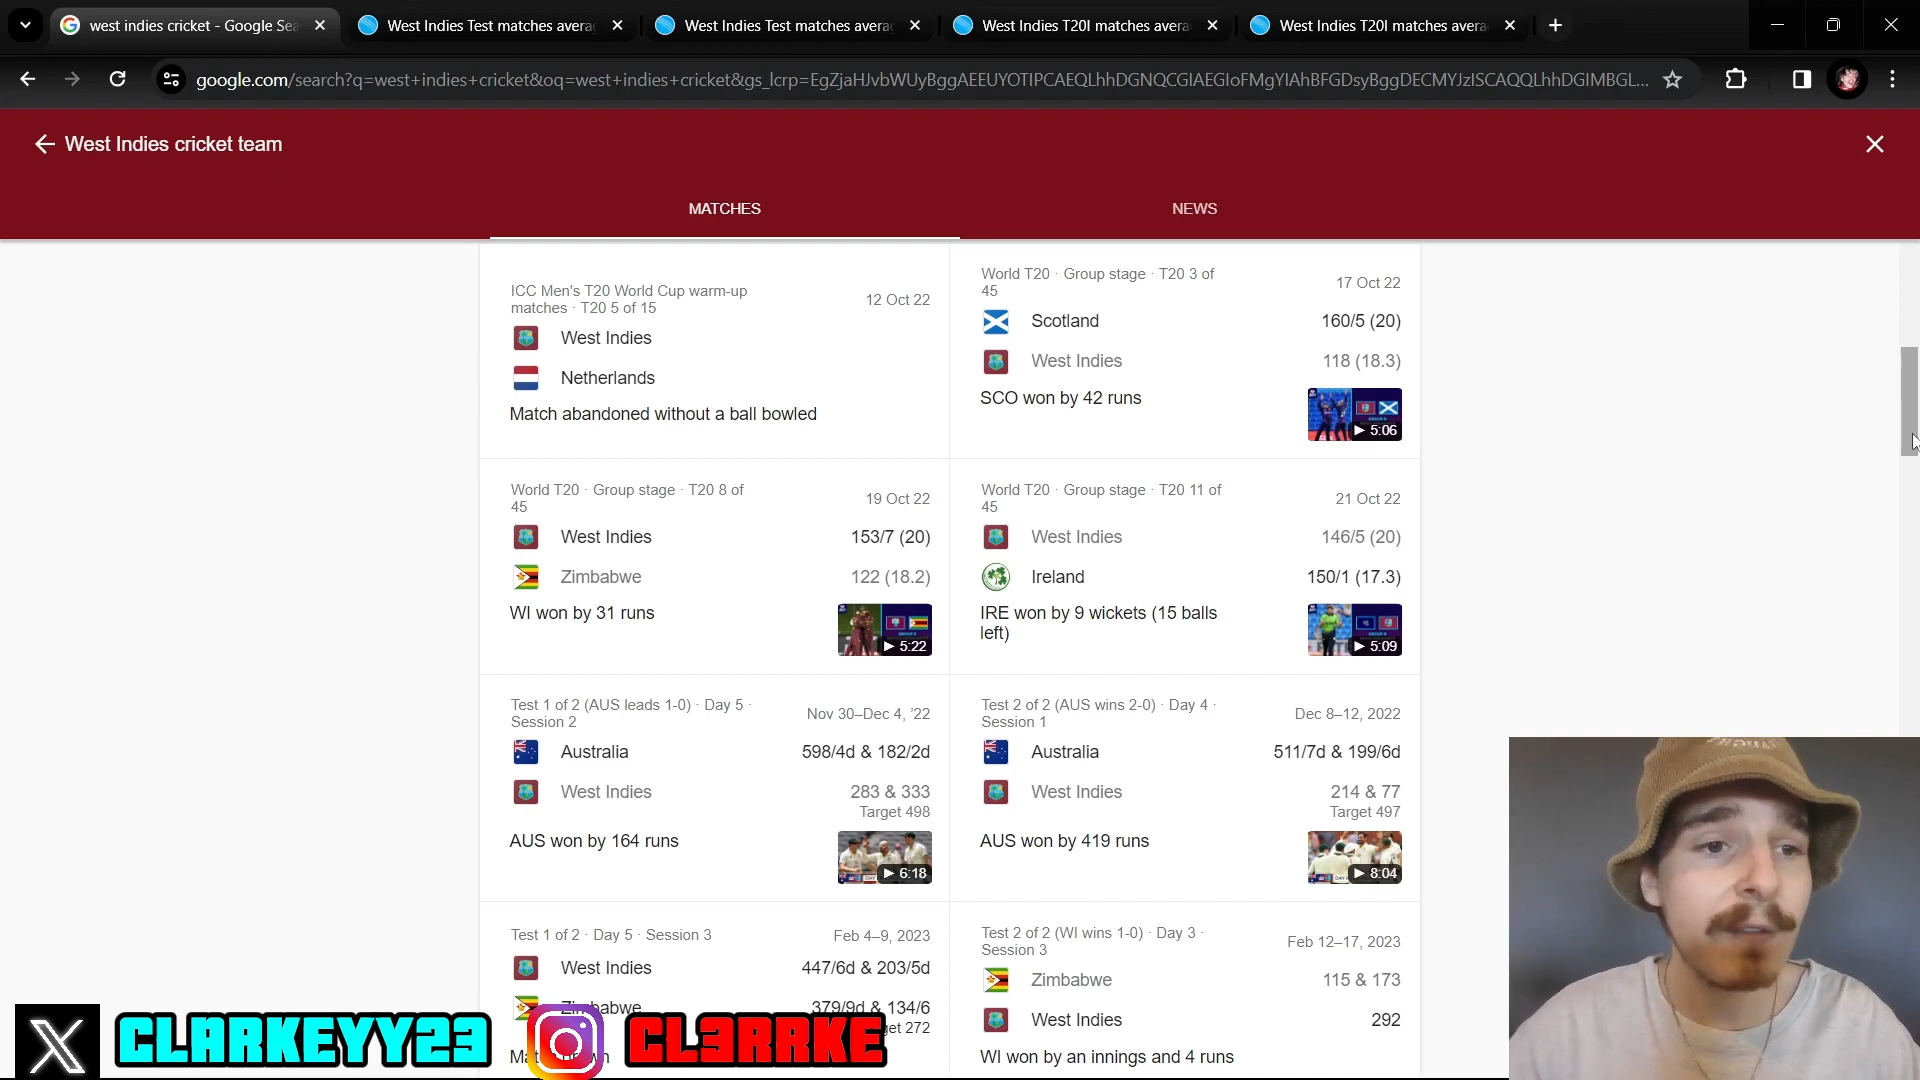 west indies cricket - Google Sea
West Indies Test matches avera
West Indies Test matches avera
West Indies T20I matches avera
West Indies T20I matches avera
google.com/search?q=west+indies+cricket&oq=west+indies+cricket&gs_lcrp=EgZjaHJvbWUyBggAEEUYOTIPCAEQLhhDGNQCGIAEGIoFMgYIAhBFGDsyBggDECMYJzISCAQQLhhDGIMBGL...
West Indies cricket team
MATCHES
NEWS
ICC Men's T20 World Cup warm-up
matches · T20 5 of 15
12 Oct 22
West Indies
Netherlands
Match abandoned without a ball bowled
World T20 · Group stage · T20 3 of
45
17 Oct 22
Scotland 160/5 (20)
West Indies 118 (18.3)
SCO won by 42 runs
5:06
World T20 · Group stage · T20 8 of
45
19 Oct 22
West Indies 153/7 (20)
Zimbabwe 122 (18.2)
WI won by 31 runs
5:22
World T20 · Group stage · T20 11 of
45
21 Oct 22
West Indies 146/5 (20)
Ireland 150/1 (17.3)
IRE won by 9 wickets (15 balls
left)
5:09
Test 1 of 2 (AUS leads 1-0) · Day 5 ·
Session 2
Nov 30–Dec 4, '22
Australia 598/4d & 182/2d
West Indies 283 & 333
Target 498
AUS won by 164 runs
6:18
Test 2 of 2 (AUS wins 2-0) · Day 4 ·
Session 1
Dec 8–12, 2022
Australia 511/7d & 199/6d
West Indies 214 & 77
Target 497
AUS won by 419 runs
8:04
Test 1 of 2 · Day 5 · Session 3
Feb 4–9, 2023
West Indies 447/6d & 203/5d
Zimbabwe 379/9d & 134/6
272
Test 2 of 2 (WI wins 1-0) · Day 3 ·
Session 3
Feb 12–17, 2023
Zimbabwe 115 & 173
West Indies 292
WI won by an innings and 4 runs
CLARKEYY23
CL3RRKE